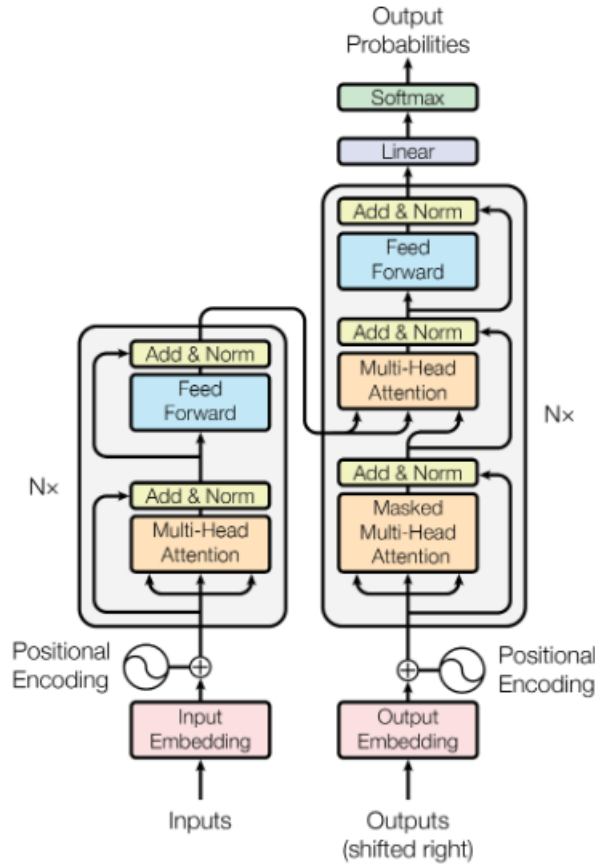 Output
Probabilities
Softmax
Linear
Add & Norm
Feed
Forward
Add & Norm
Multi-Head
Attention
Add & Norm
Masked
Multi-Head
Attention
N×
Add & Norm
Feed
Forward
Add & Norm
Multi-Head
Attention
N×
Positional
Encoding
Positional
Encoding
Input
Embedding
Output
Embedding
Inputs
Outputs
(shifted right)